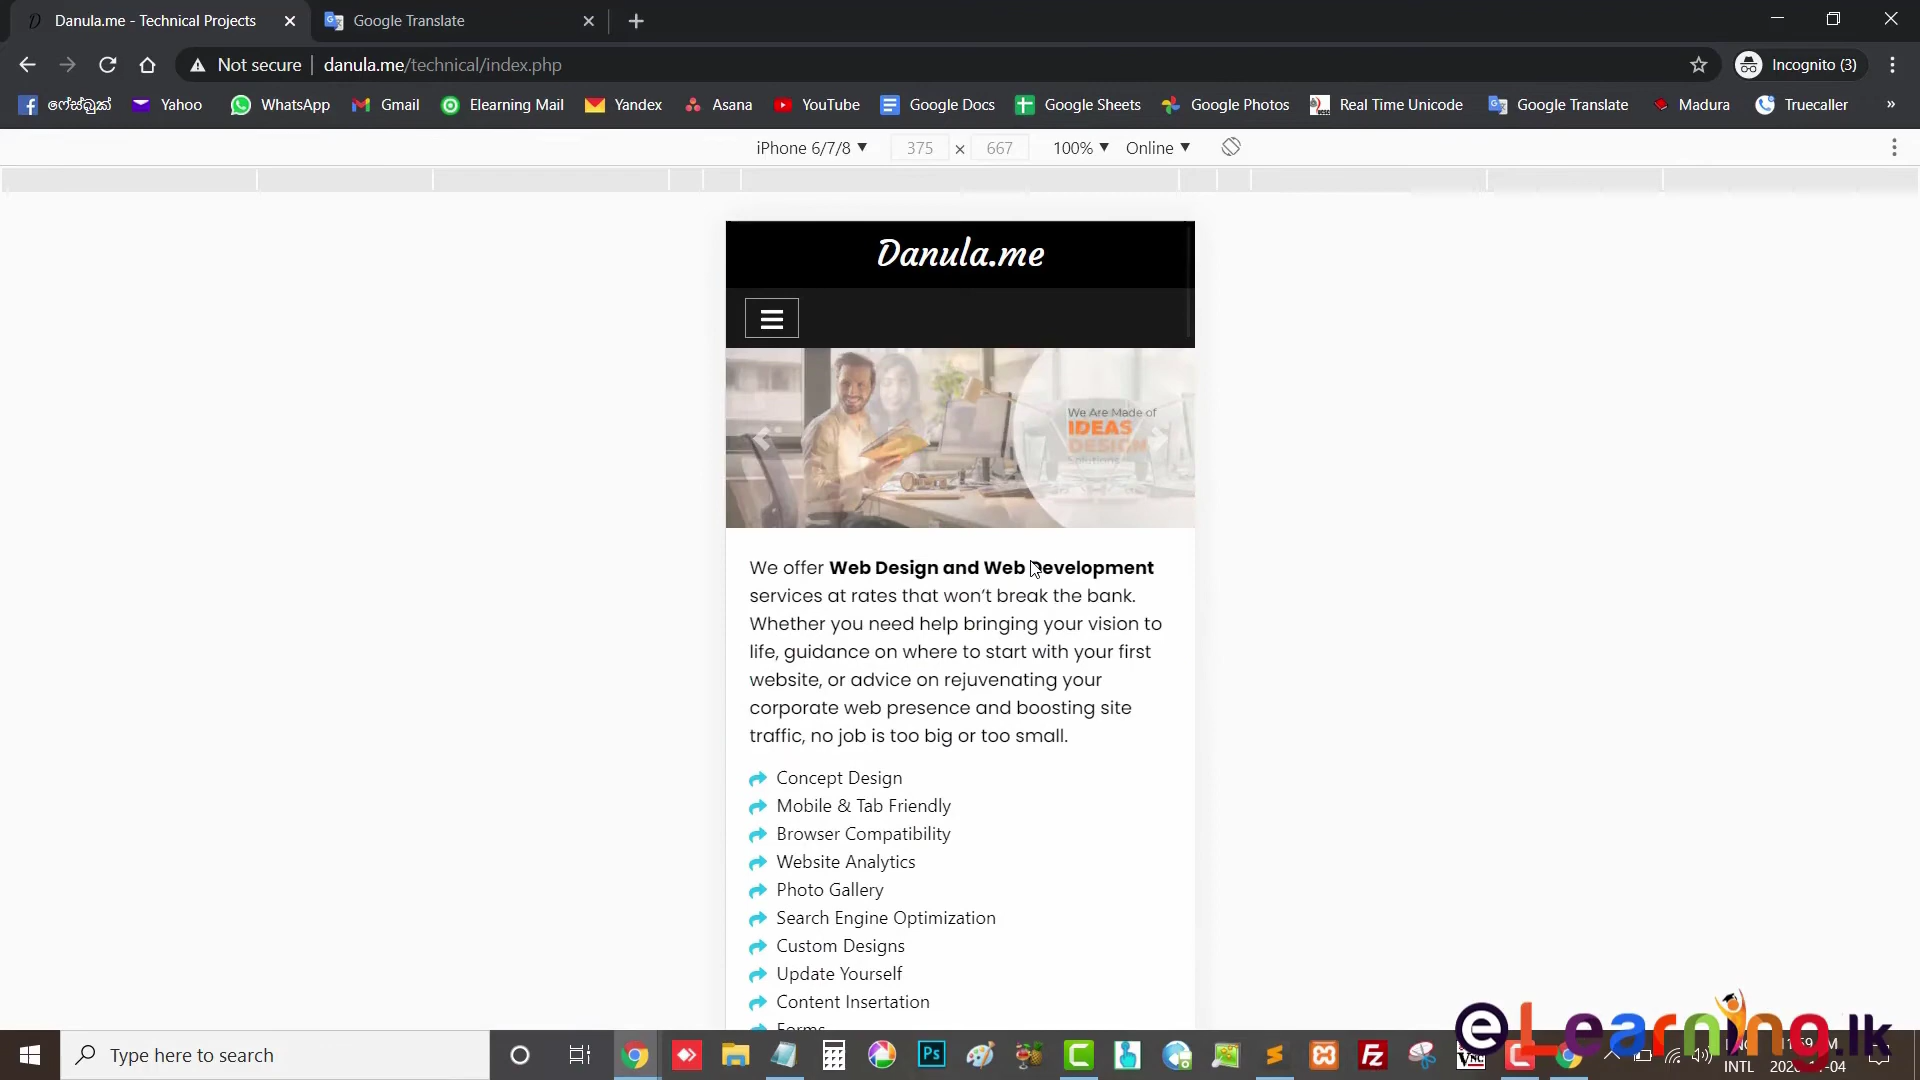 Danula.me - Technical Projects
Google Translate
Not secure
danula.me/technical/index.php
Incognito (3)
ෆේස්බුක්
Yahoo
WhatsApp
Gmail
Elearning Mail
Yandex
Asana
YouTube
Google Docs
Google Sheets
Google Photos
Real Time Unicode
Google Translate
Madura
Truecaller
»
iPhone 6/7/8
375 × 667
100%
Online
Danula.me
We Are Made of
IDEAS
DESIGN
Solutions
We offer Web Design and Web Development
services at rates that won’t break the bank.
Whether you need help bringing your vision to
life, guidance on where to start with your first
website, or advice on rejuvenating your
corporate web presence and boosting site
traffic, no job is too big or too small.
Concept Design
Mobile & Tab Friendly
Browser Compatibility
Website Analytics
Photo Gallery
Search Engine Optimization
Custom Designs
Update Yourself
Content Insertation
Forms
eLearning.lk
Type here to search
Ps
Fz
INTL